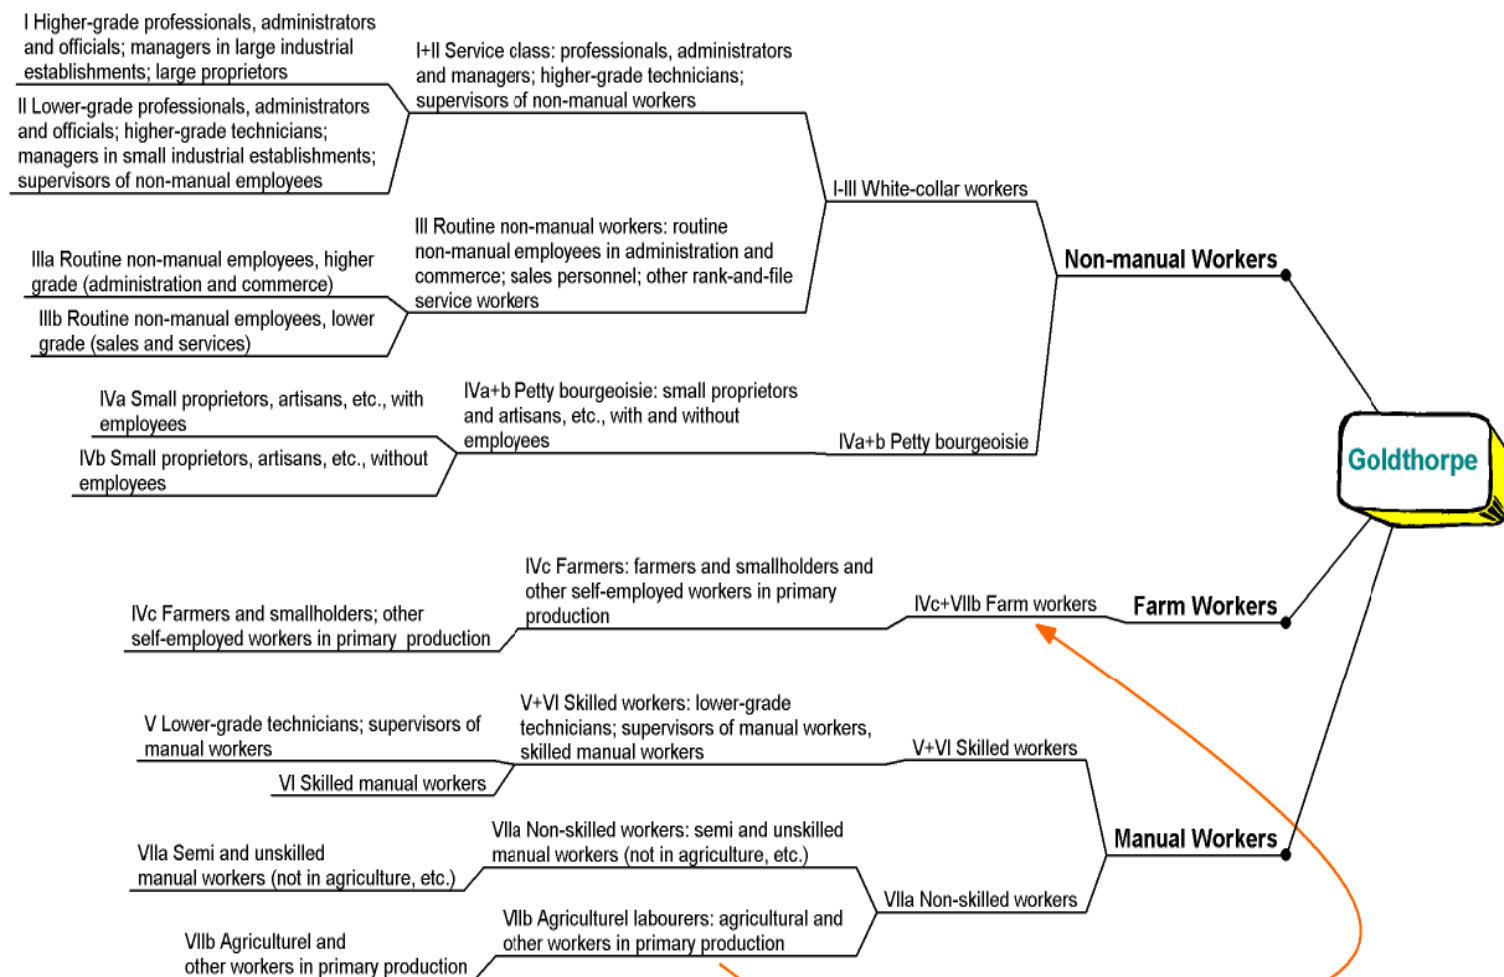 I Higher-grade professionals, administrators
and officials; managers in large industrial
establishments; large proprietors
II Lower-grade professionals, administrators
and officials; higher-grade technicians;
managers in small industrial establishments;
supervisors of non-manual employees
I+II Service class: professionals, administrators
and managers; higher-grade technicians;
supervisors of non-manual workers
I-III White-collar workers
IIIa Routine non-manual employees, higher
grade (administration and commerce)
IIIb Routine non-manual employees, lower
grade (sales and services)
III Routine non-manual workers: routine
non-manual employees in administration and
commerce; sales personnel; other rank-and-file
service workers
Non-manual Workers
IVa Small proprietors, artisans, etc., with
employees
IVb Small proprietors, artisans, etc., without
employees
IVa+b Petty bourgeoisie: small proprietors
and artisans, etc., with and without
employees
IVa+b Petty bourgeoisie
Goldthorpe
IVc Farmers and smallholders; other
self-employed workers in primary production
IVc Farmers: farmers and smallholders and
other self-employed workers in primary
production
IVc+VIIb Farm workers
Farm Workers
V Lower-grade technicians; supervisors of
manual workers
VI Skilled manual workers
V+VI Skilled workers: lower-grade
technicians; supervisors of manual workers,
skilled manual workers
V+VI Skilled workers
Manual Workers
VIIa Semi and unskilled
manual workers (not in agriculture, etc.)
VIIa Non-skilled workers: semi and unskilled
manual workers (not in agriculture, etc.)
VIIa Non-skilled workers
VIIb Agriculturel and
other workers in primary production
VIIb Agriculturel labourers: agricultural and
other workers in primary production